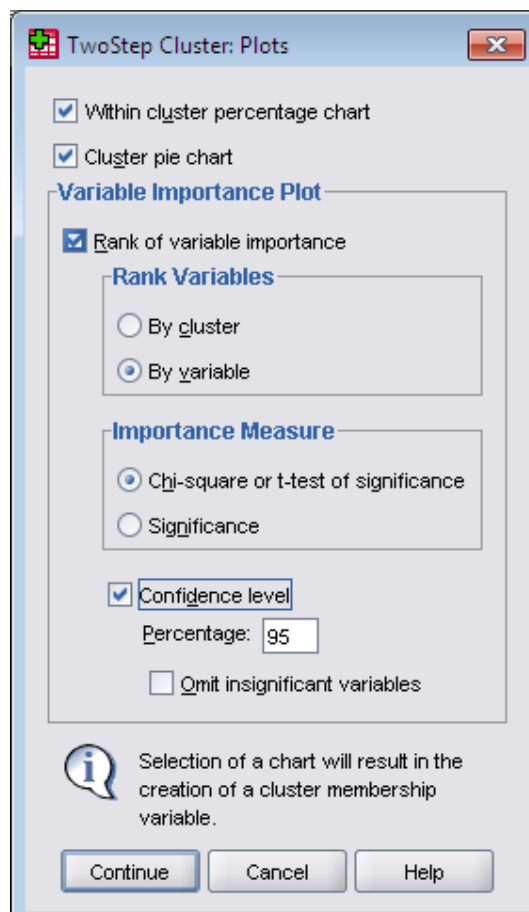 TwoStep Cluster: Plots
Within cluster percentage chart
Cluster pie chart
Variable Importance Plot
Rank of variable importance
Rank Variables
By cluster
By variable
Importance Measure
Chi-square or t-test of significance
Significance
Confidence level
Percentage: 95
Omit insignificant variables
Selection of a chart will result in the
creation of a cluster membership
variable.
Continue Cancel Help